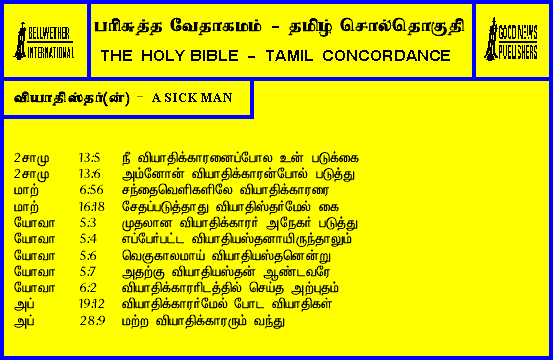 BELLWETHER
INTERNATIONAL
பரிசுத்த வேதாகமம் - தமிழ் சொல்தொகுதி
THE HOLY BIBLE - TAMIL CONCORDANCE
GOOD NEWS
PUBLISHERS
வியாதிஸ்தர்(ன்) - A SICK MAN
2சாமு 13:5 நீ வியாதிக்காரனைப்போல உன் படுக்கை
2சாமு 13:6 அம்னோன் வியாதிக்காரன்போல் படுத்து
மாற் 6:56 சந்தைவெளிகளிலே வியாதிக்காரரை
மாற் 16:18 சேதப்படுத்தாது வியாதிஸ்தர்மேல் கை
யோவா 5:3 முதலான வியாதிக்காரர் அநேகர் படுத்து
யோவா 5:4 எப்பேர்பட்ட வியாதியஸ்தனாயிருந்தாலும்
யோவா 5:6 வெகுகாலமாய் வியாதியஸ்தனென்று
யோவா 5:7 அதற்கு வியாதியஸ்தன் ஆண்டவரே
யோவா 6:2 வியாதிக்காரரிடத்தில் செய்த அற்புதம்
அப் 19:12 வியாதிக்காரர்மேல் போட வியாதிகள்
அப் 28:9 மற்ற வியாதிக்காரரும் வந்து